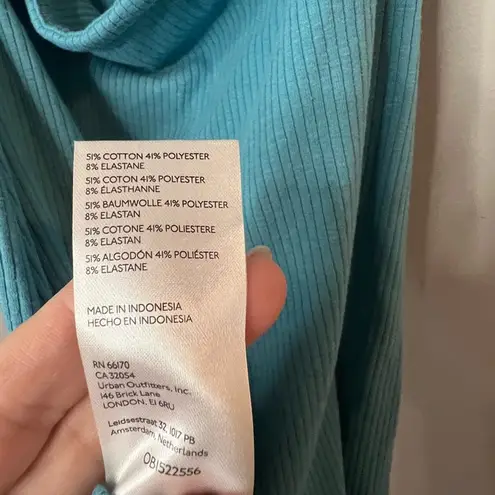 51% COTTON 41% POLYESTER
8% ELASTANE
51% COTON 41% POLYESTER
8% ÉLASTHANNE
51% BAUMWOLLE 41% POLYESTER
8% ELASTAN
51% COTONE 41% POLIESTERE
8% ELASTAN
51% ALGODÓN 41% POLIÉSTER
8% ELASTANE
MADE IN INDONESIA
HECHO EN INDONESIA
RN 66170
CA 32054
Urban Outfitters, Inc.
146 Brick Lane
LONDON, E1 6RU
Leidsestraat 32, 1017 PB
Amsterdam, Netherlands
OB1522556